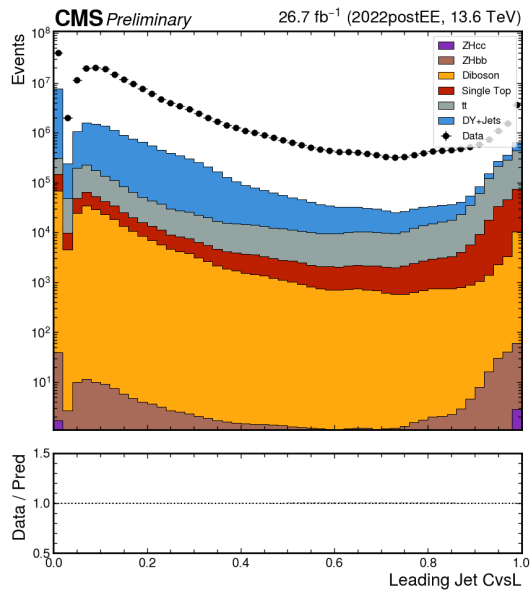 CMS Preliminary 26.7 fb⁻¹ (2022postEE, 13.6 TeV)
Events
10⁸
10⁷
10⁶
10⁵
10⁴
10³
10²
10¹
ZHcc
ZHbb
Diboson
Single Top
tt
DY+Jets
Data
Data / Pred
1.5
1.0
0.5
0.0 0.2 0.4 0.6 0.8 1.0
Leading Jet CvsL